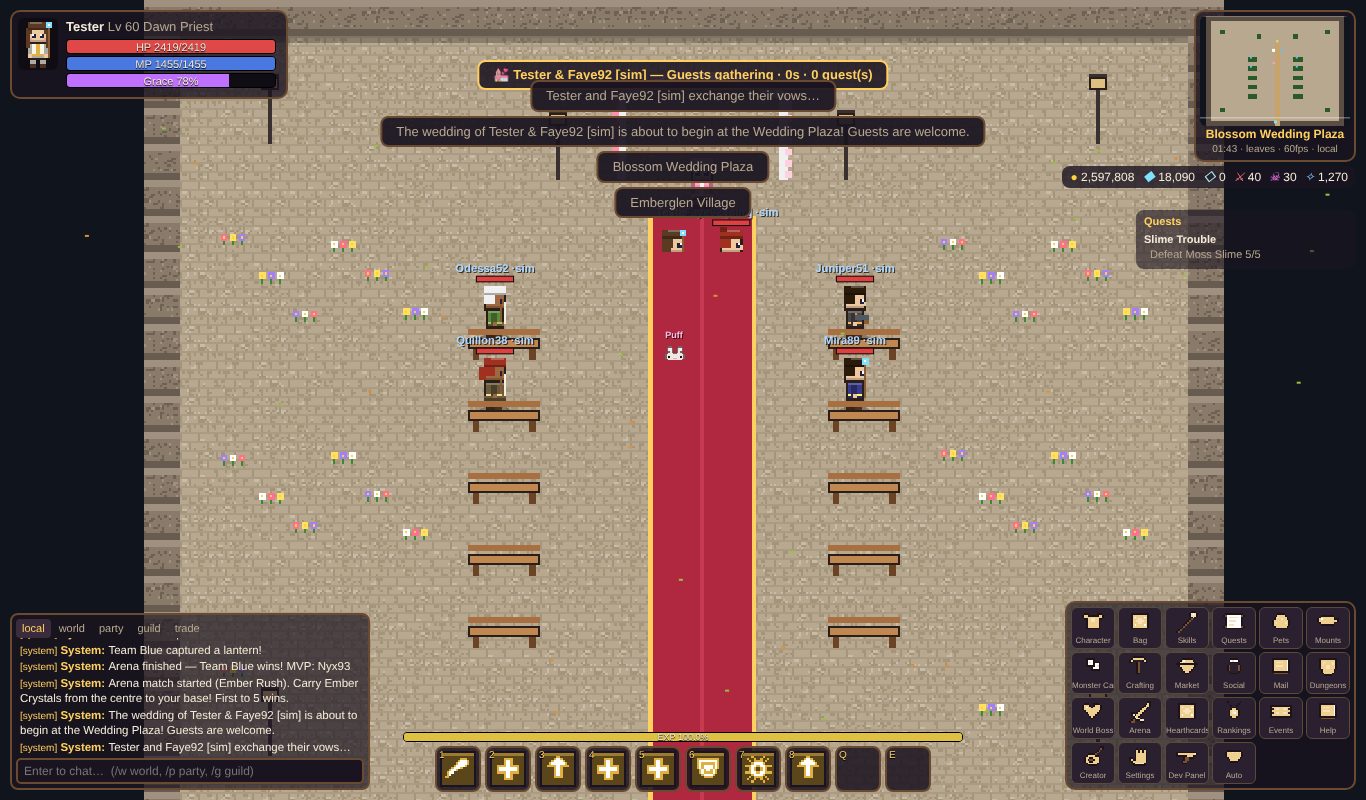 Tester Lv 60 Dawn Priest
HP 2419/2419
MP 1455/1455
Grace 78%
Tester & Faye92 [sim] — Guests gathering · 0s · 0 guest(s)
Tester and Faye92 [sim] exchange their vows…
The wedding of Tester & Faye92 [sim] is about to begin at the Wedding Plaza! Guests are welcome.
Blossom Wedding Plaza
Emberglen Village
Blossom Wedding Plaza
01:43 · leaves · 60fps · local
2,597,808 18,090 0 40 30 1,270
Quests
Slime Trouble
Defeat Moss Slime 5/5
·sim
Odessa52 ·sim
Juniper51 ·sim
Quillon38 ·sim
Mira89 ·sim
Puff
local world party guild trade
[system] System: Team Blue captured a lantern!
[system] System: Arena finished — Team Blue wins! MVP: Nyx93
[system] System: Arena match started (Ember Rush). Carry Ember
Crystals from the centre to your base! First to 5 wins.
[system] System: The wedding of Tester & Faye92 [sim] is about to
begin at the Wedding Plaza! Guests are welcome.
[system] System: Tester and Faye92 [sim] exchange their vows…
Enter to chat… (/w world, /p party, /g guild)
EXP 100.0%
1 2 3 4 5 6 7 8 Q E
Character Bag Skills Quests Pets Mounts
Monster Ca Crafting Market Social Mail Dungeons
World Boss Arena Hearthcards Rankings Events Help
Creator Settings Dev Panel Auto